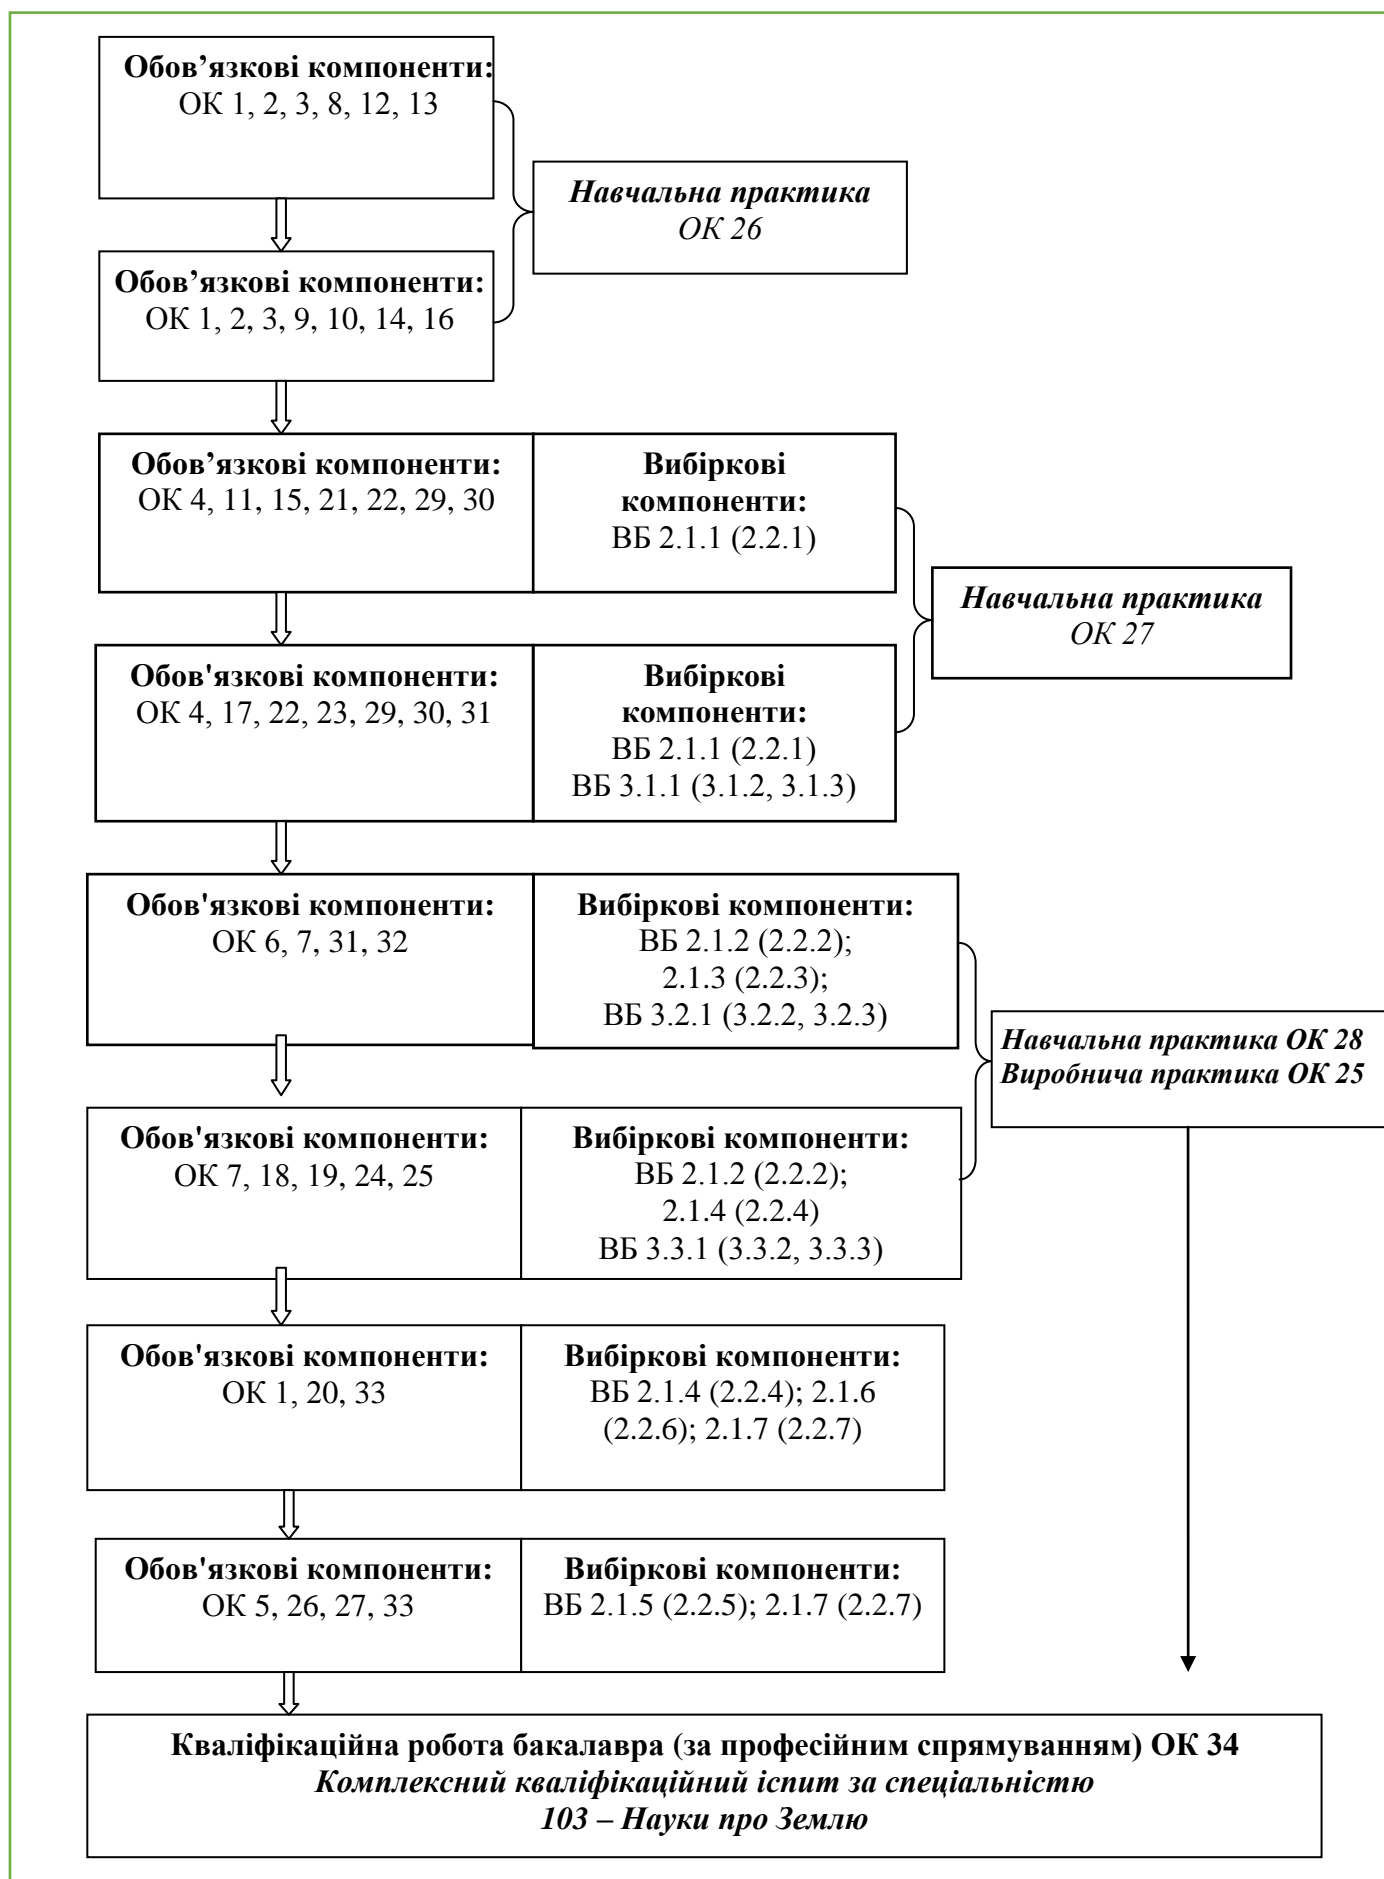 Обов’язкові компоненти:
ОК 1, 2, 3, 8, 12, 13
Навчальна практика
ОК 26
Обов’язкові компоненти:
ОК 1, 2, 3, 9, 10, 14, 16
Обов’язкові компоненти:
ОК 4, 11, 15, 21, 22, 29, 30
Вибіркові
компоненти:
ВБ 2.1.1 (2.2.1)
Навчальна практика
ОК 27
Обов'язкові компоненти:
ОК 4, 17, 22, 23, 29, 30, 31
Вибіркові
компоненти:
ВБ 2.1.1 (2.2.1)
ВБ 3.1.1 (3.1.2, 3.1.3)
Обов'язкові компоненти:
ОК 6, 7, 31, 32
Вибіркові компоненти:
ВБ 2.1.2 (2.2.2);
2.1.3 (2.2.3);
ВБ 3.2.1 (3.2.2, 3.2.3)
Навчальна практика ОК 28
Виробнича практика ОК 25
Обов'язкові компоненти:
ОК 7, 18, 19, 24, 25
Вибіркові компоненти:
ВБ 2.1.2 (2.2.2);
2.1.4 (2.2.4)
ВБ 3.3.1 (3.3.2, 3.3.3)
Обов'язкові компоненти:
ОК 1, 20, 33
Вибіркові компоненти:
ВБ 2.1.4 (2.2.4); 2.1.6
(2.2.6); 2.1.7 (2.2.7)
Обов'язкові компоненти:
ОК 5, 26, 27, 33
Вибіркові компоненти:
ВБ 2.1.5 (2.2.5); 2.1.7 (2.2.7)
Кваліфікаційна робота бакалавра (за професійним спрямуванням) ОК 34
Комплексний кваліфікаційний іспит за спеціальністю
103 – Науки про Землю